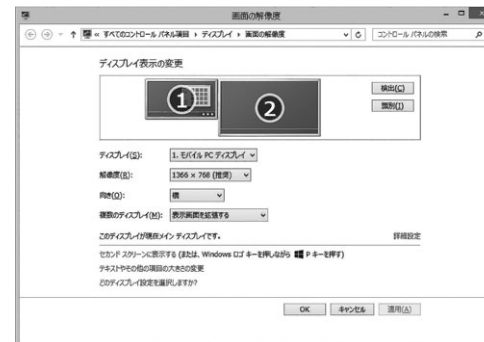 画面の解像度
« すべてのコントロール パネル項目 › ディスプレイ › 画面の解像度
コントロール パネルの検索
ディスプレイ表示の変更
1
2
検出(C)
識別(I)
ディスプレイ(S): 1. モバイル PC ディスプレイ
解像度(R): 1366 × 768 (推奨)
向き(O): 横
複数のディスプレイ(M): 表示画面を拡張する
このディスプレイが現在メイン ディスプレイです。 詳細設定
セカンド スクリーンに表示する (または、Windows ロゴ キーを押しながら P キーを押す)
テキストやその他の項目の大きさの変更
どのディスプレイ設定を選択しますか?
OK キャンセル 適用(A)